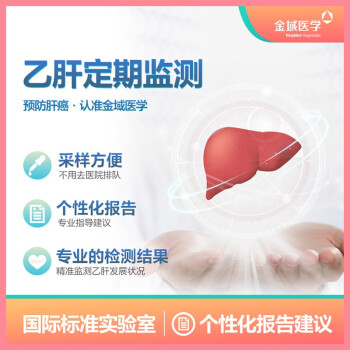 金域医学
KingMed Diagnostics
乙肝定期监测
预防肝癌·认准金域医学
采样方便
不用去医院排队
个性化报告
专业指导建议
专业的检测结果
精准监测乙肝发展状况
国际标准实验室
个性化报告建议